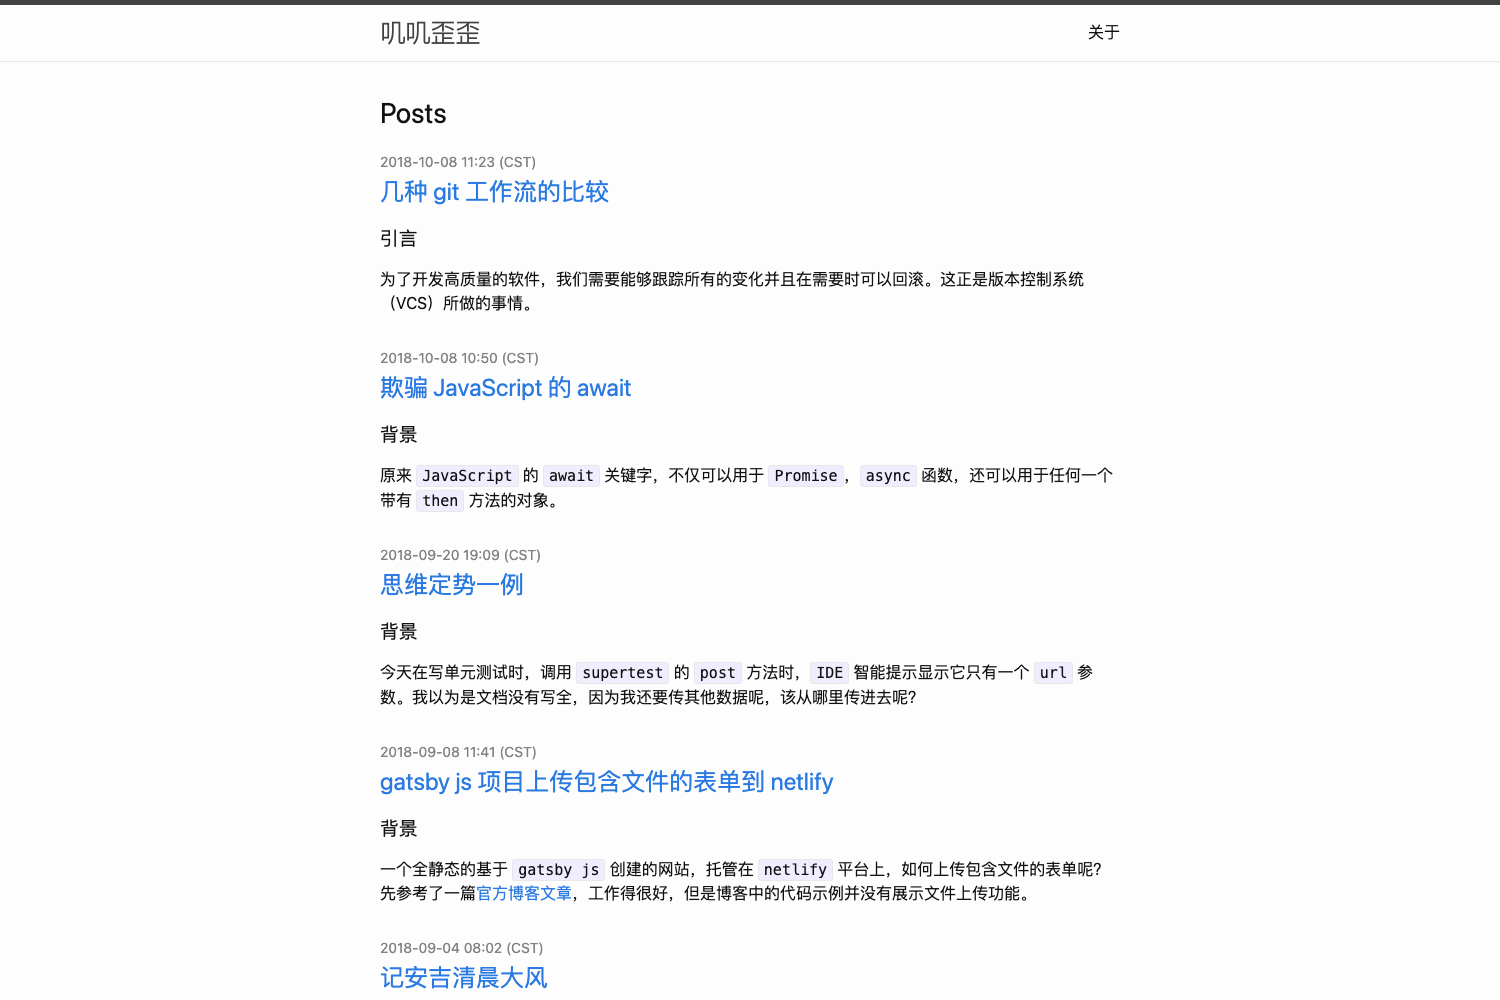 叽叽歪歪
关于
Posts
2018-10-08 11:23 (CST)
几种 git 工作流的比较
引言
为了开发高质量的软件，我们需要能够跟踪所有的变化并且在需要时可以回滚。这正是版本控制系统
（VCS）所做的事情。
2018-10-08 10:50 (CST)
欺骗 JavaScript 的 await
背景
原来 JavaScript 的 await 关键字，不仅可以用于 Promise， async 函数，还可以用于任何一个
带有 then 方法的对象。
2018-09-20 19:09 (CST)
思维定势一例
背景
今天在写单元测试时，调用 supertest 的 post 方法时， IDE 智能提示显示它只有一个 url 参
数。我以为是文档没有写全，因为我还要传其他数据呢，该从哪里传进去呢？
2018-09-08 11:41 (CST)
gatsby js 项目上传包含文件的表单到 netlify
背景
一个全静态的基于 gatsby js 创建的网站，托管在 netlify 平台上，如何上传包含文件的表单呢？
先参考了一篇官方博客文章，工作得很好，但是博客中的代码示例并没有展示文件上传功能。
2018-09-04 08:02 (CST)
记安吉清晨大风